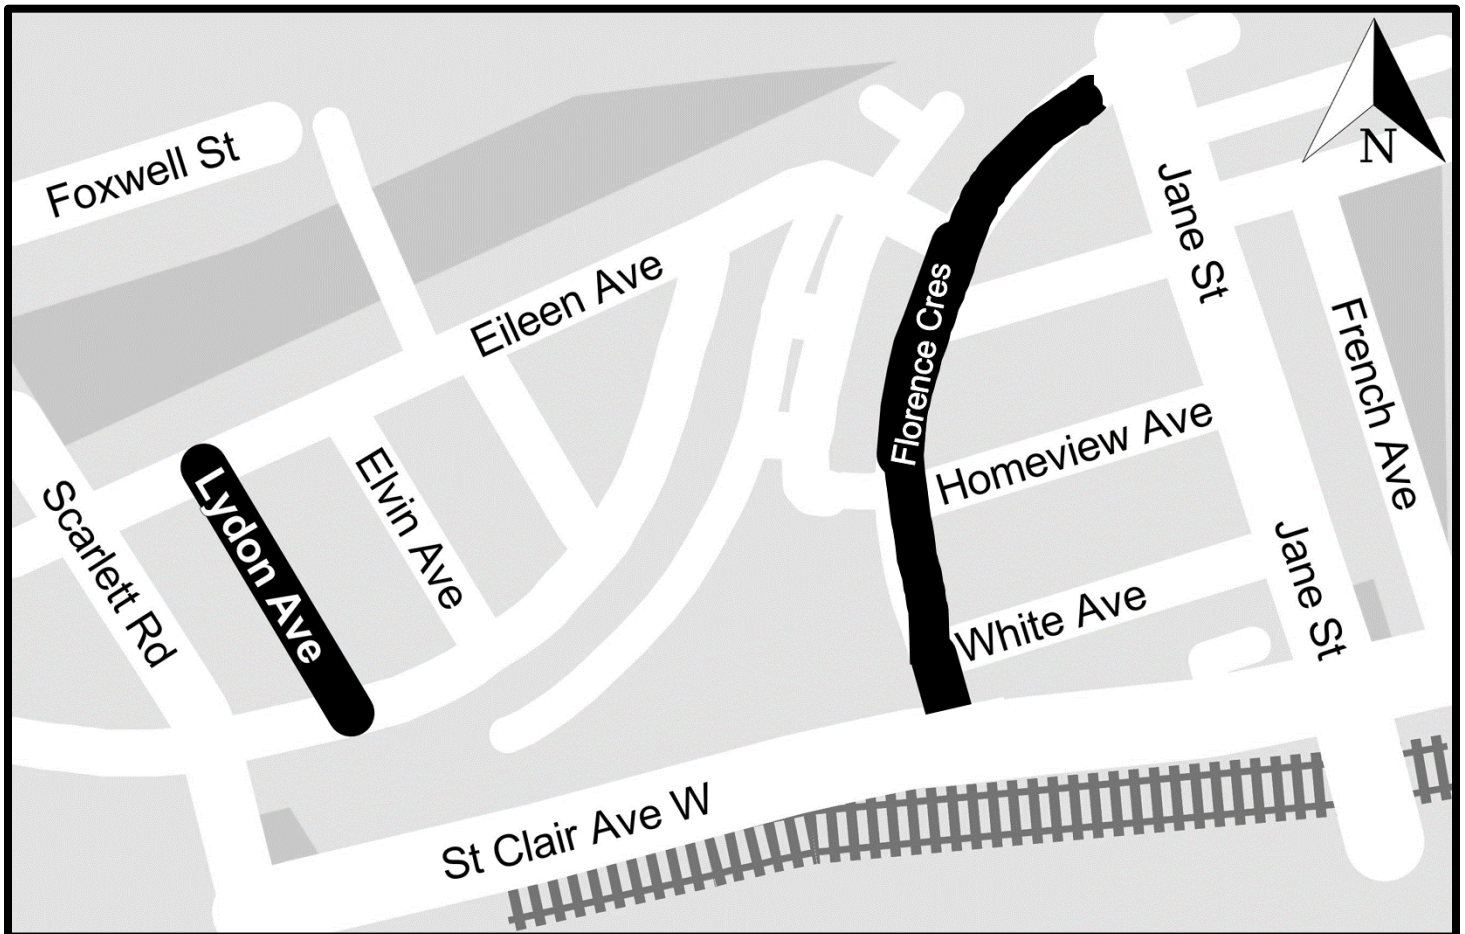 Foxwell St
N
Jane St
Eileen Ave
Florence Cres
French Ave
Homeview Ave
Scarlett Rd
Lydon Ave
Elvin Ave
Jane St
White Ave
St Clair Ave W